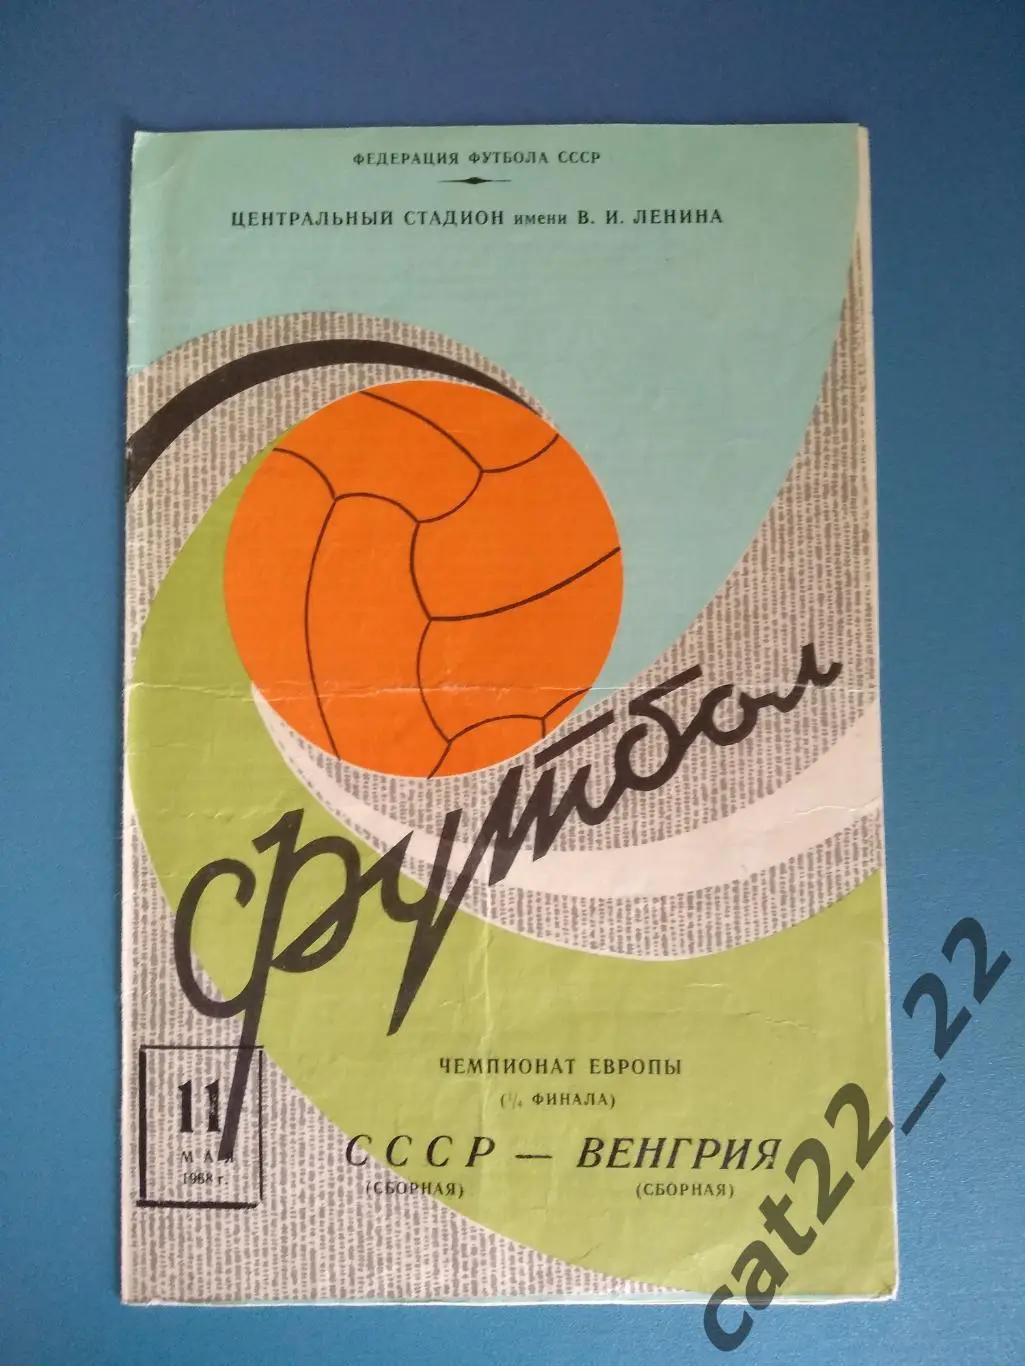 ФЕДЕРАЦИЯ ФУТБОЛА СССР
ЦЕНТРАЛЬНЫЙ СТАДИОН имени В. И. ЛЕНИНА
Футбол
ЧЕМПИОНАТ ЕВРОПЫ
(1/4 ФИНАЛА)
СССР — ВЕНГРИЯ
(СБОРНАЯ) (СБОРНАЯ)
11
МАЯ
1968 г.
cat22_22